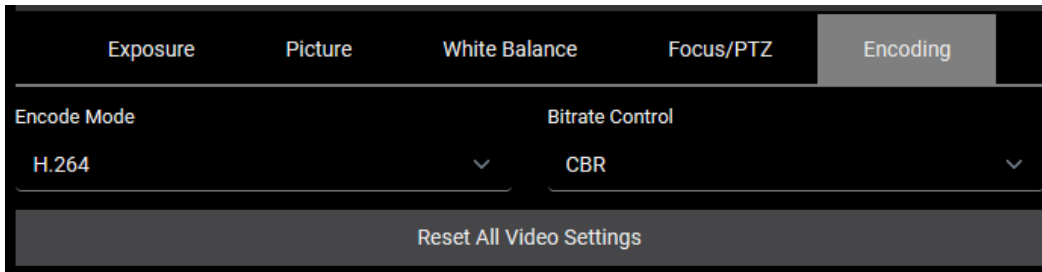 Exposure Picture White Balance Focus/PTZ Encoding
Encode Mode Bitrate Control
H.264 CBR
Reset All Video Settings